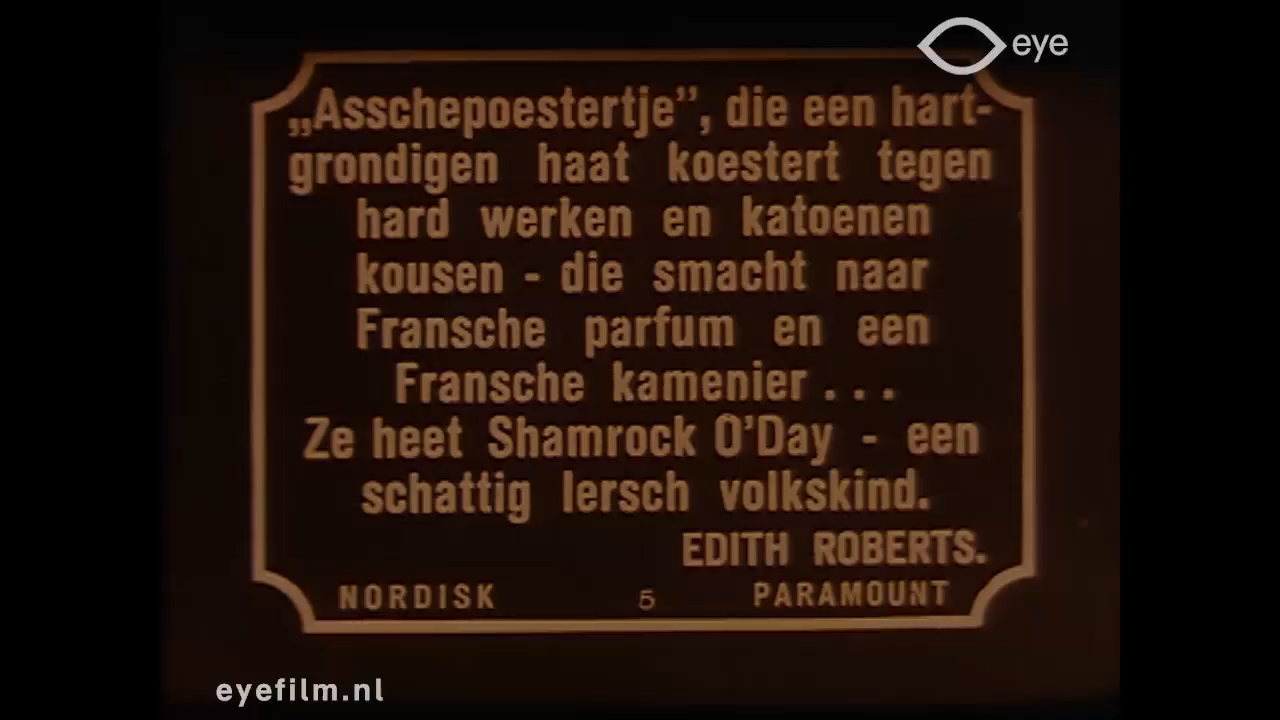 eye
„Asschepoestertje”, die een hart-
grondigen haat koestert tegen
hard werken en katoenen
kousen - die smacht naar
Fransche parfum en een
Fransche kamenier . . .
Ze heet Shamrock O'Day - een
schattig Iersch volkskind.
EDITH ROBERTS.
NORDISK 5 PARAMOUNT
eyefilm.nl